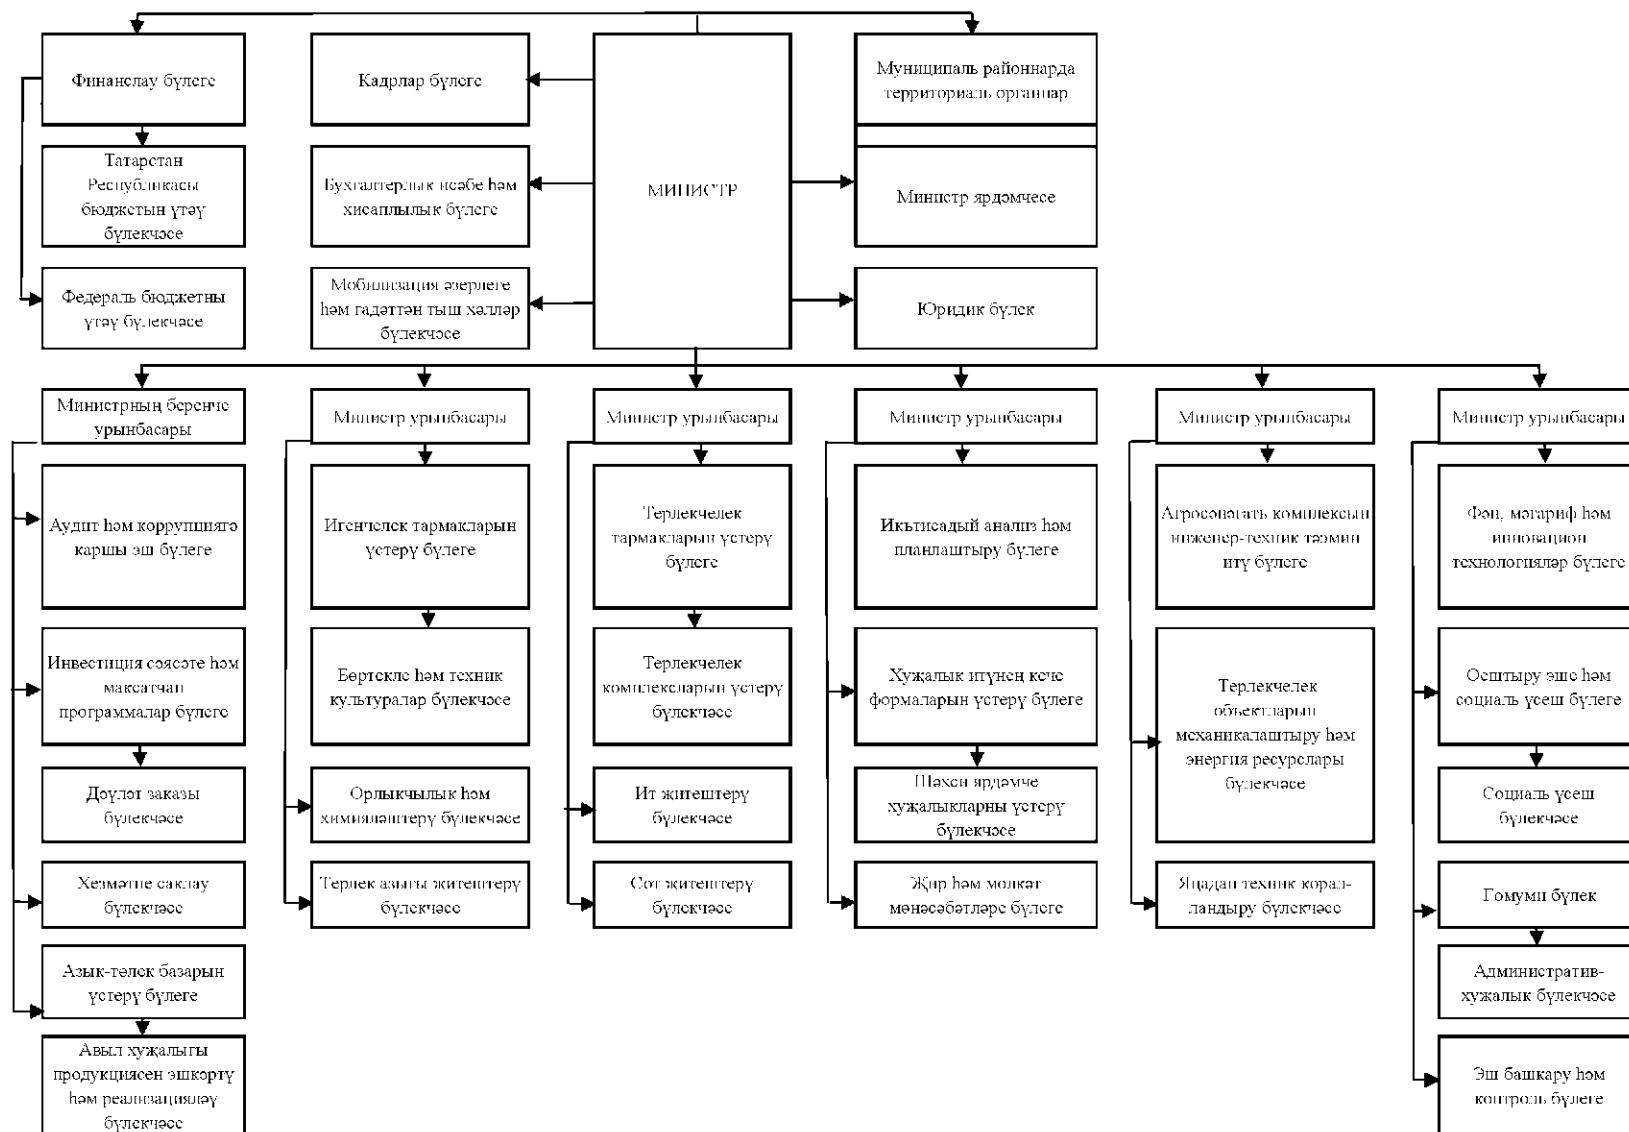 Финанслау бүлеге
Кадрлар бүлеге
МИНИСТР
Муниципаль районнарда
территориаль органнар
Татарстан
Республикасы
бюджетын үтәү
бүлекчәсе
Бухгалтерлык исәбе һәм
хисаплылык бүлеге
Министр ярдәмчесе
Федераль бюджетны
үтәү бүлекчәсе
Мобилизация әзерлеге
һәм гадәттән тыш хәлләр
бүлекчәсе
Юридик бүлек
Министрның беренче
урынбасары
Министр урынбасары
Министр урынбасары
Министр урынбасары
Министр урынбасары
Министр урынбасары
Аудит һәм коррупциягә
каршы эш бүлеге
Игенчелек тармакларын
үстерү бүлеге
Терлекчелек
тармакларын үстерү
бүлеге
Икътисадый анализ һәм
планлаштыру бүлеге
Агросәнәгать комплексын
инженер-техник тәэмин
итү бүлеге
Фән, мәгариф һәм
инновацион
технологияләр бүлеге
Инвестиция сәясәте һәм
максатчан
программалар бүлеге
Бөртекле һәм техник
культуралар бүлекчәсе
Терлекчелек
комплексларын үстерү
бүлекчәсе
Хуҗалык итүнең кече
формаларын үстерү бүлеге
Терлекчелек
объектларын
механикалаштыру һәм
энергия ресурслары
бүлекчәсе
Оештыру эше һәм
социаль үсеш бүлеге
Дәүләт заказы
бүлекчәсе
Орлыкчылык һәм
химияләштерү бүлекчәсе
Ит җитештерү
бүлекчәсе
Шәхси ярдәмче
хуҗалыкларны үстерү
бүлекчәсе
Социаль үсеш
бүлекчәсе
Хезмәтне саклау
бүлекчәсе
Терлек азыгы җитештерү
бүлекчәсе
Сөт җитештерү
бүлекчәсе
Җир һәм мөлкәт
мөнәсәбәтләре бүлеге
Яңадан техник корал-
ландыру бүлекчәсе
Гомуми бүлек
Азык-төлек базарын
үстерү бүлеге
Административ-
хуҗалык бүлекчәсе
Авыл хуҗалыгы
продукциясен эшкәртү
һәм реализацияләү
бүлекчәсе
Эш башкару һәм
контроль бүлеге